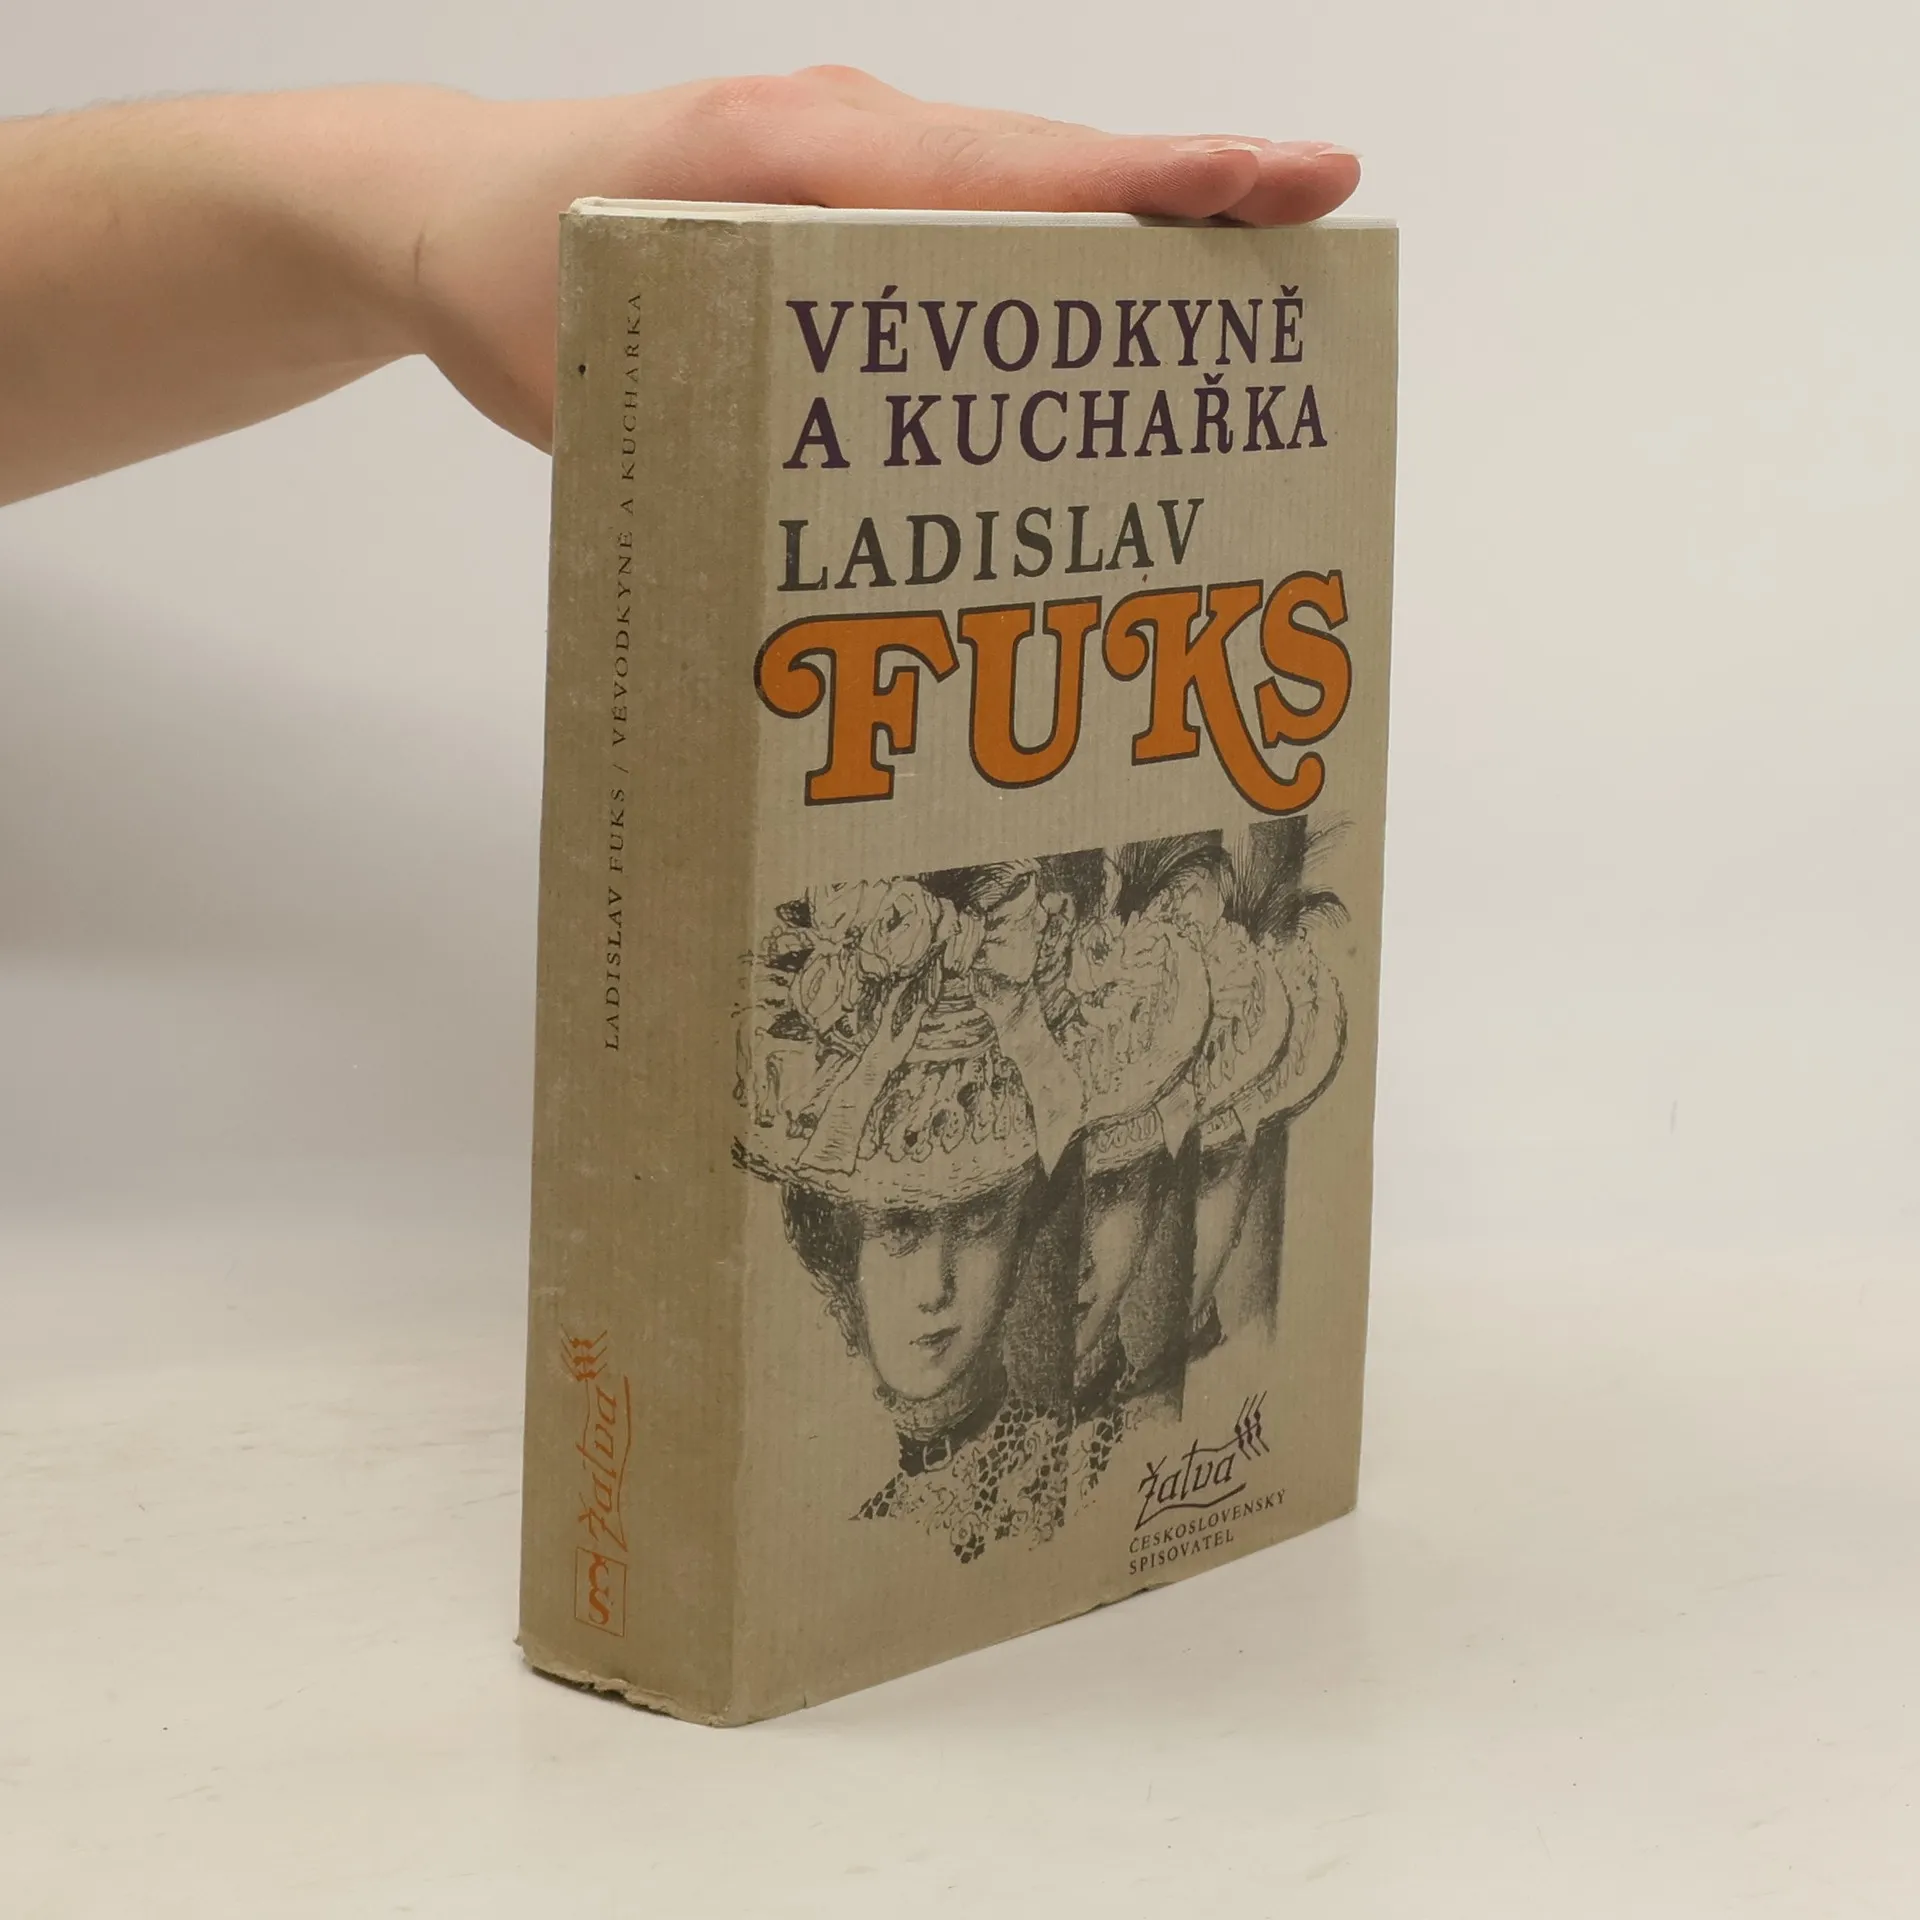 VÉVODKYNĚ
A KUCHAŘKA
LADISLAV
FUKS
žatva
ČESKOSLOVENSKÝ
SPISOVATEL
LADISLAV FUKS / VÉVODKYNĚ A KUCHAŘKA
žatva